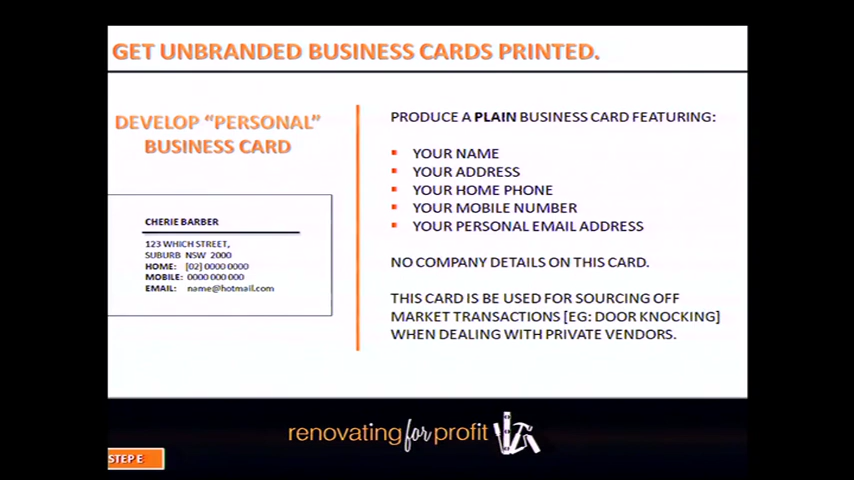 GET UNBRANDED BUSINESS CARDS PRINTED.
DEVELOP “PERSONAL”
BUSINESS CARD
CHERIE BARBER
123 WHICH STREET,
SUBURB NSW 2000
HOME: [02] 0000 0000
MOBILE: 0000 000 000
EMAIL: name@hotmail.com
PRODUCE A PLAIN BUSINESS CARD FEATURING:
▪ YOUR NAME
▪ YOUR ADDRESS
▪ YOUR HOME PHONE
▪ YOUR MOBILE NUMBER
▪ YOUR PERSONAL EMAIL ADDRESS
NO COMPANY DETAILS ON THIS CARD.
THIS CARD IS BE USED FOR SOURCING OFF
MARKET TRANSACTIONS [EG: DOOR KNOCKING]
WHEN DEALING WITH PRIVATE VENDORS.
renovating for profit
STEP E